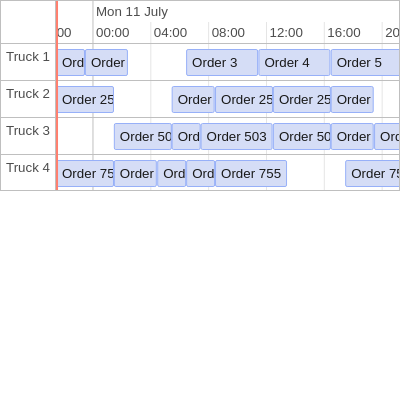 Mon 11 July
:00 00:00 04:00 08:00 12:00 16:00 20
Truck 1 Ord Order Order 3 Order 4 Order 5
Truck 2 Order 25 Order Order 25 Order 25 Order
Truck 3 Order 50 Ord Order 503 Order 50 Order Ord
Truck 4 Order 75 Order Ord Ord Order 755 Order 75